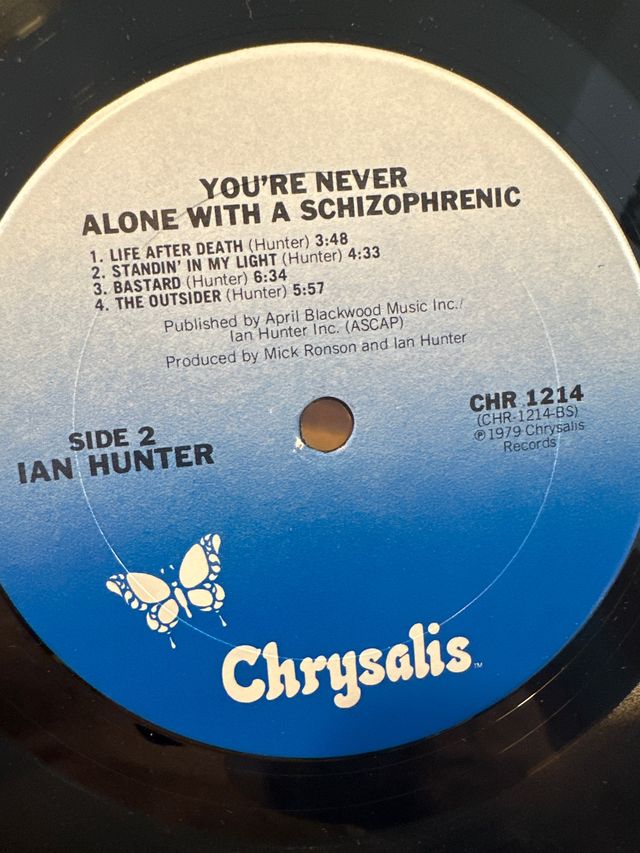 YOU'RE NEVER
ALONE WITH A SCHIZOPHRENIC
1. LIFE AFTER DEATH (Hunter) 3:48
2. STANDIN' IN MY LIGHT (Hunter) 4:33
3. BASTARD (Hunter) 6:34
4. THE OUTSIDER (Hunter) 5:57
Published by April Blackwood Music Inc./
Ian Hunter Inc. (ASCAP)
Produced by Mick Ronson and Ian Hunter
SIDE 2
IAN HUNTER
CHR 1214
(CHR-1214-BS)
℗ 1979 Chrysalis
Records
Chrysalis™